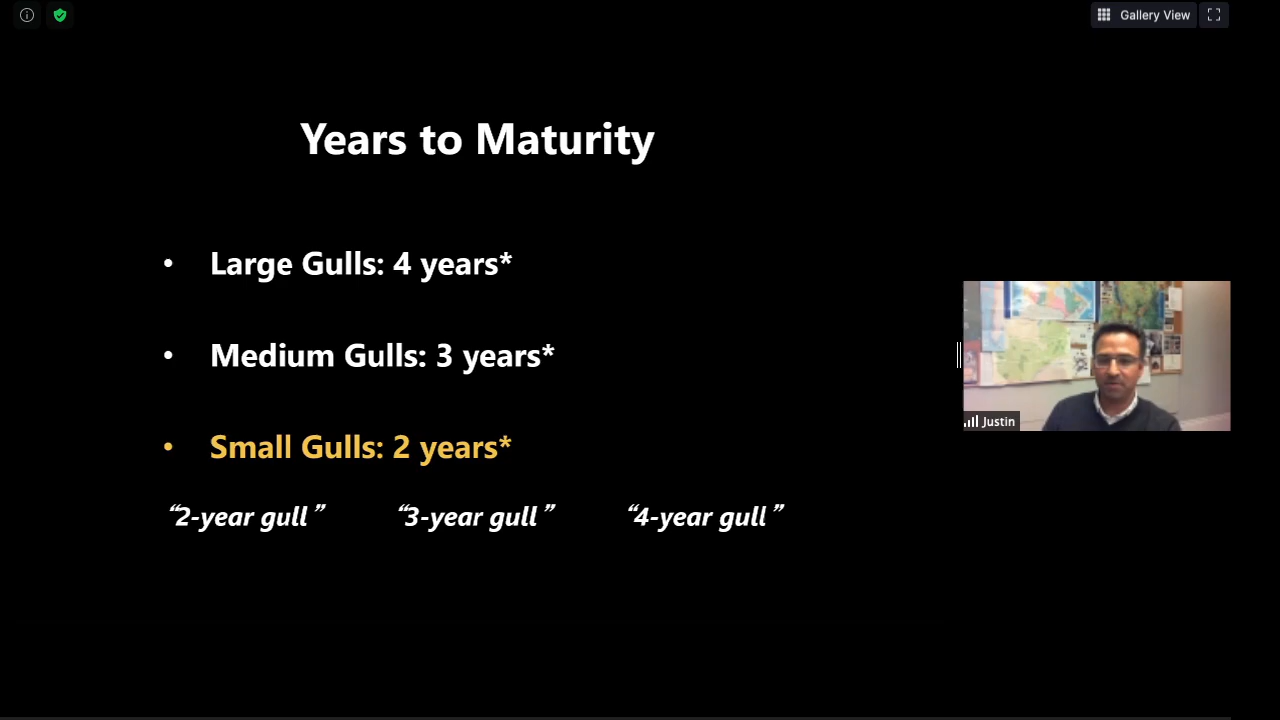 Gallery View
Years to Maturity
• Large Gulls: 4 years*
• Medium Gulls: 3 years*
• Small Gulls: 2 years*
“2-year gull” “3-year gull” “4-year gull”
Justin